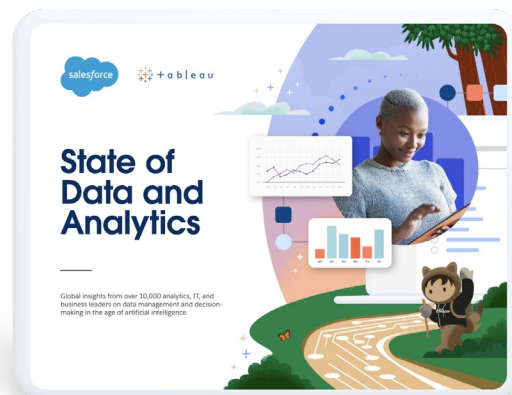 salesforce
+ableau
State of
Data and
Analytics
Global insights from over 10,000 analytics, IT, and
business leaders on data management and decision-
making in the age of artificial intelligence.